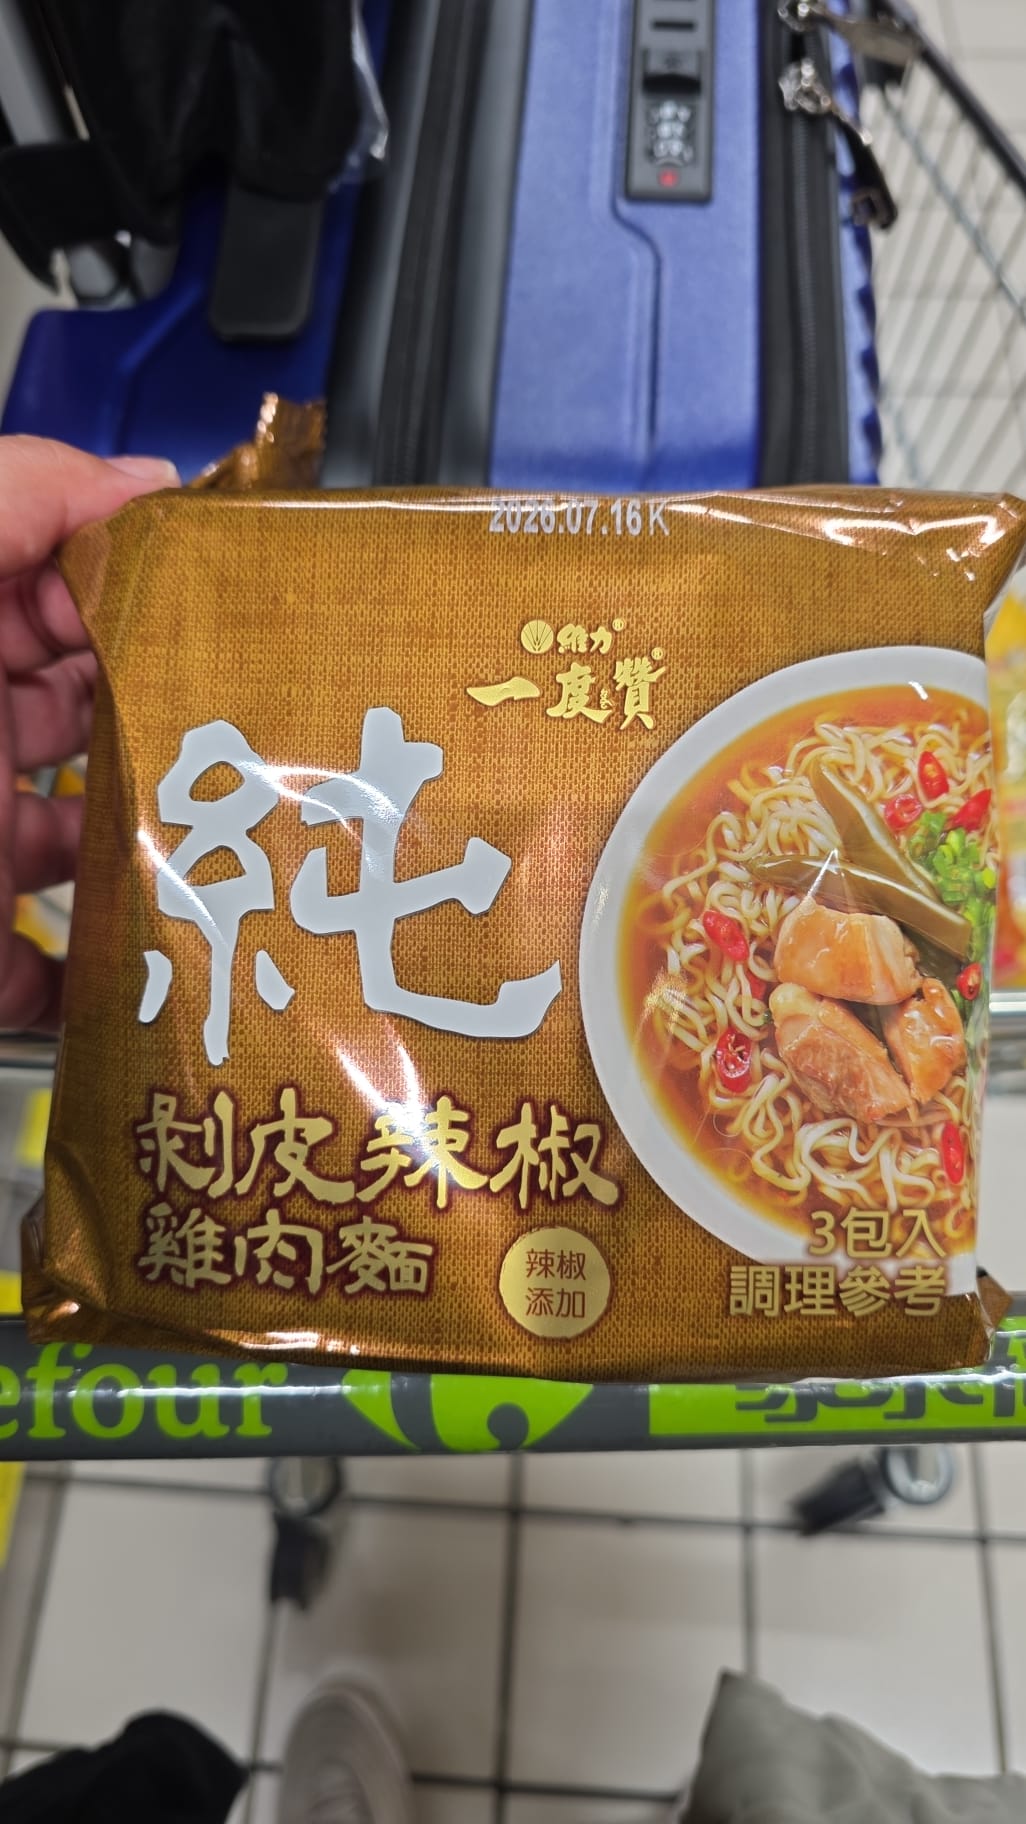 2026.07.16 K
維力®
一度贊®
純
剝皮辣椒
雞肉麵
辣椒
添加
3包入
調理參考
efour